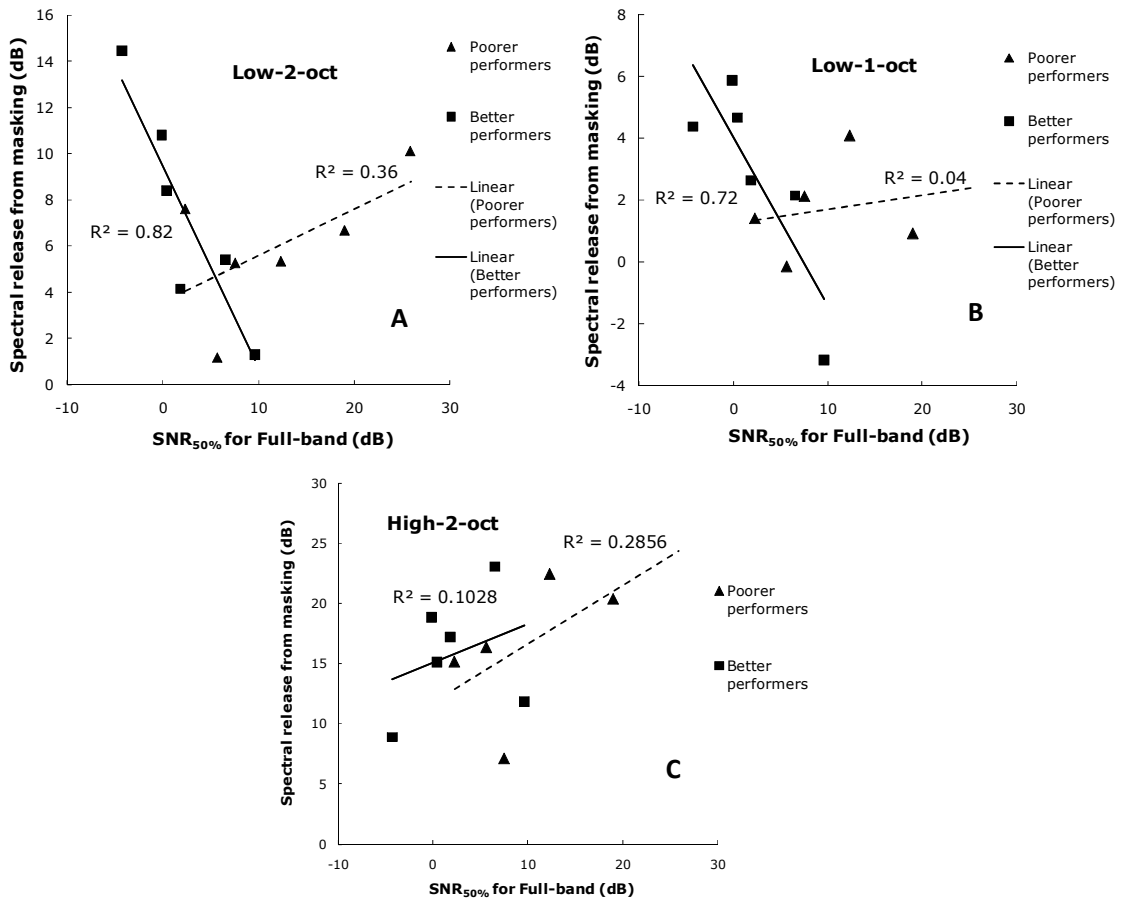 16
14
12
10
8
6
4
2
0
-10
0
10
20
30
Spectral release from masking (dB)
SNR50% for Full-band (dB)
Low-2-oct
R² = 0.36
R² = 0.82
A
Poorer
performers
Better
performers
Linear
(Poorer
performers)
Linear
(Better
performers)
8
6
4
2
0
-2
-4
-10
0
10
20
30
Spectral release from masking (dB)
SNR50% for Full-band (dB)
Low-1-oct
R² = 0.72
R² = 0.04
B
Poorer
performers
Better
performers
Linear
(Poorer
performers)
Linear
(Better
performers)
30
25
20
15
10
5
0
-10
0
10
20
30
Spectral release from masking (dB)
SNR50% for Full-band (dB)
High-2-oct
R² = 0.2856
R² = 0.1028
C
Poorer
performers
Better
performers